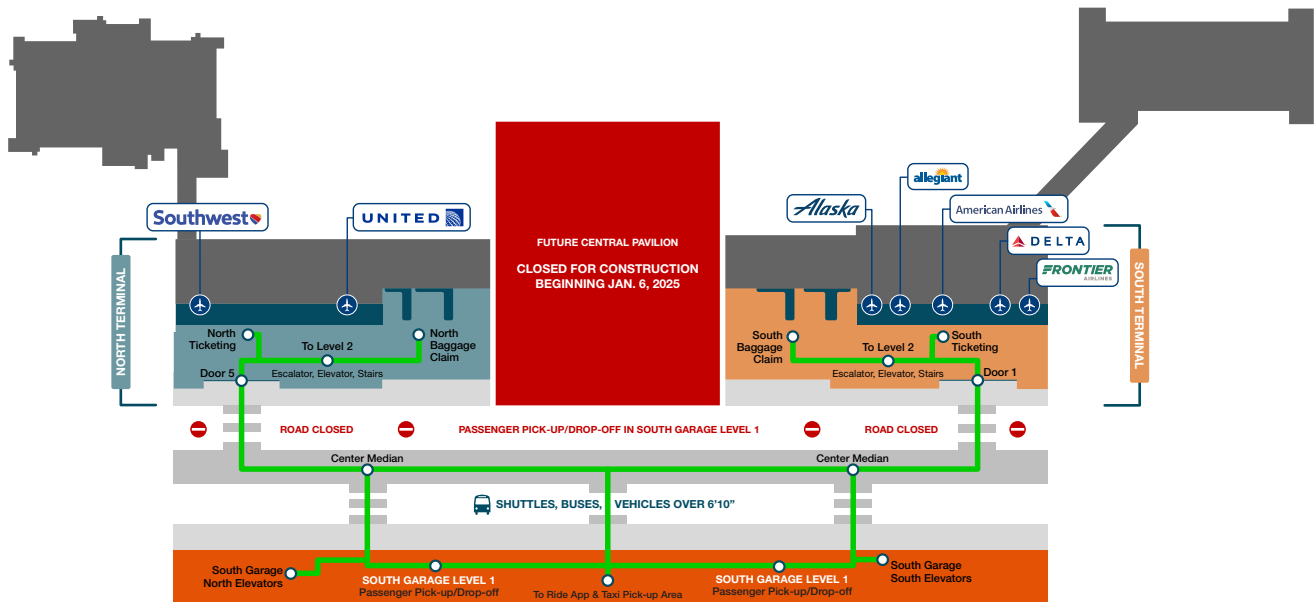 Southwest
UNITED
Alaska
allegiant
American Airlines
DELTA
FRONTIER
AIRLINES
NORTH TERMINAL
SOUTH TERMINAL
FUTURE CENTRAL PAVILION
CLOSED FOR CONSTRUCTION
BEGINNING JAN. 6, 2025
North
Ticketing
To Level 2
Escalator, Elevator, Stairs
North
Baggage
Claim
Door 5
South
Baggage
Claim
To Level 2
Escalator, Elevator, Stairs
South
Ticketing
Door 1
ROAD CLOSED
PASSENGER PICK-UP/DROP-OFF IN SOUTH GARAGE LEVEL 1
ROAD CLOSED
Center Median
Center Median
SHUTTLES, BUSES, VEHICLES OVER 6'10"
South Garage
North Elevators
SOUTH GARAGE LEVEL 1
Passenger Pick-up/Drop-off
To Ride App & Taxi Pick-up Area
SOUTH GARAGE LEVEL 1
Passenger Pick-up/Drop-off
South Garage
South Elevators